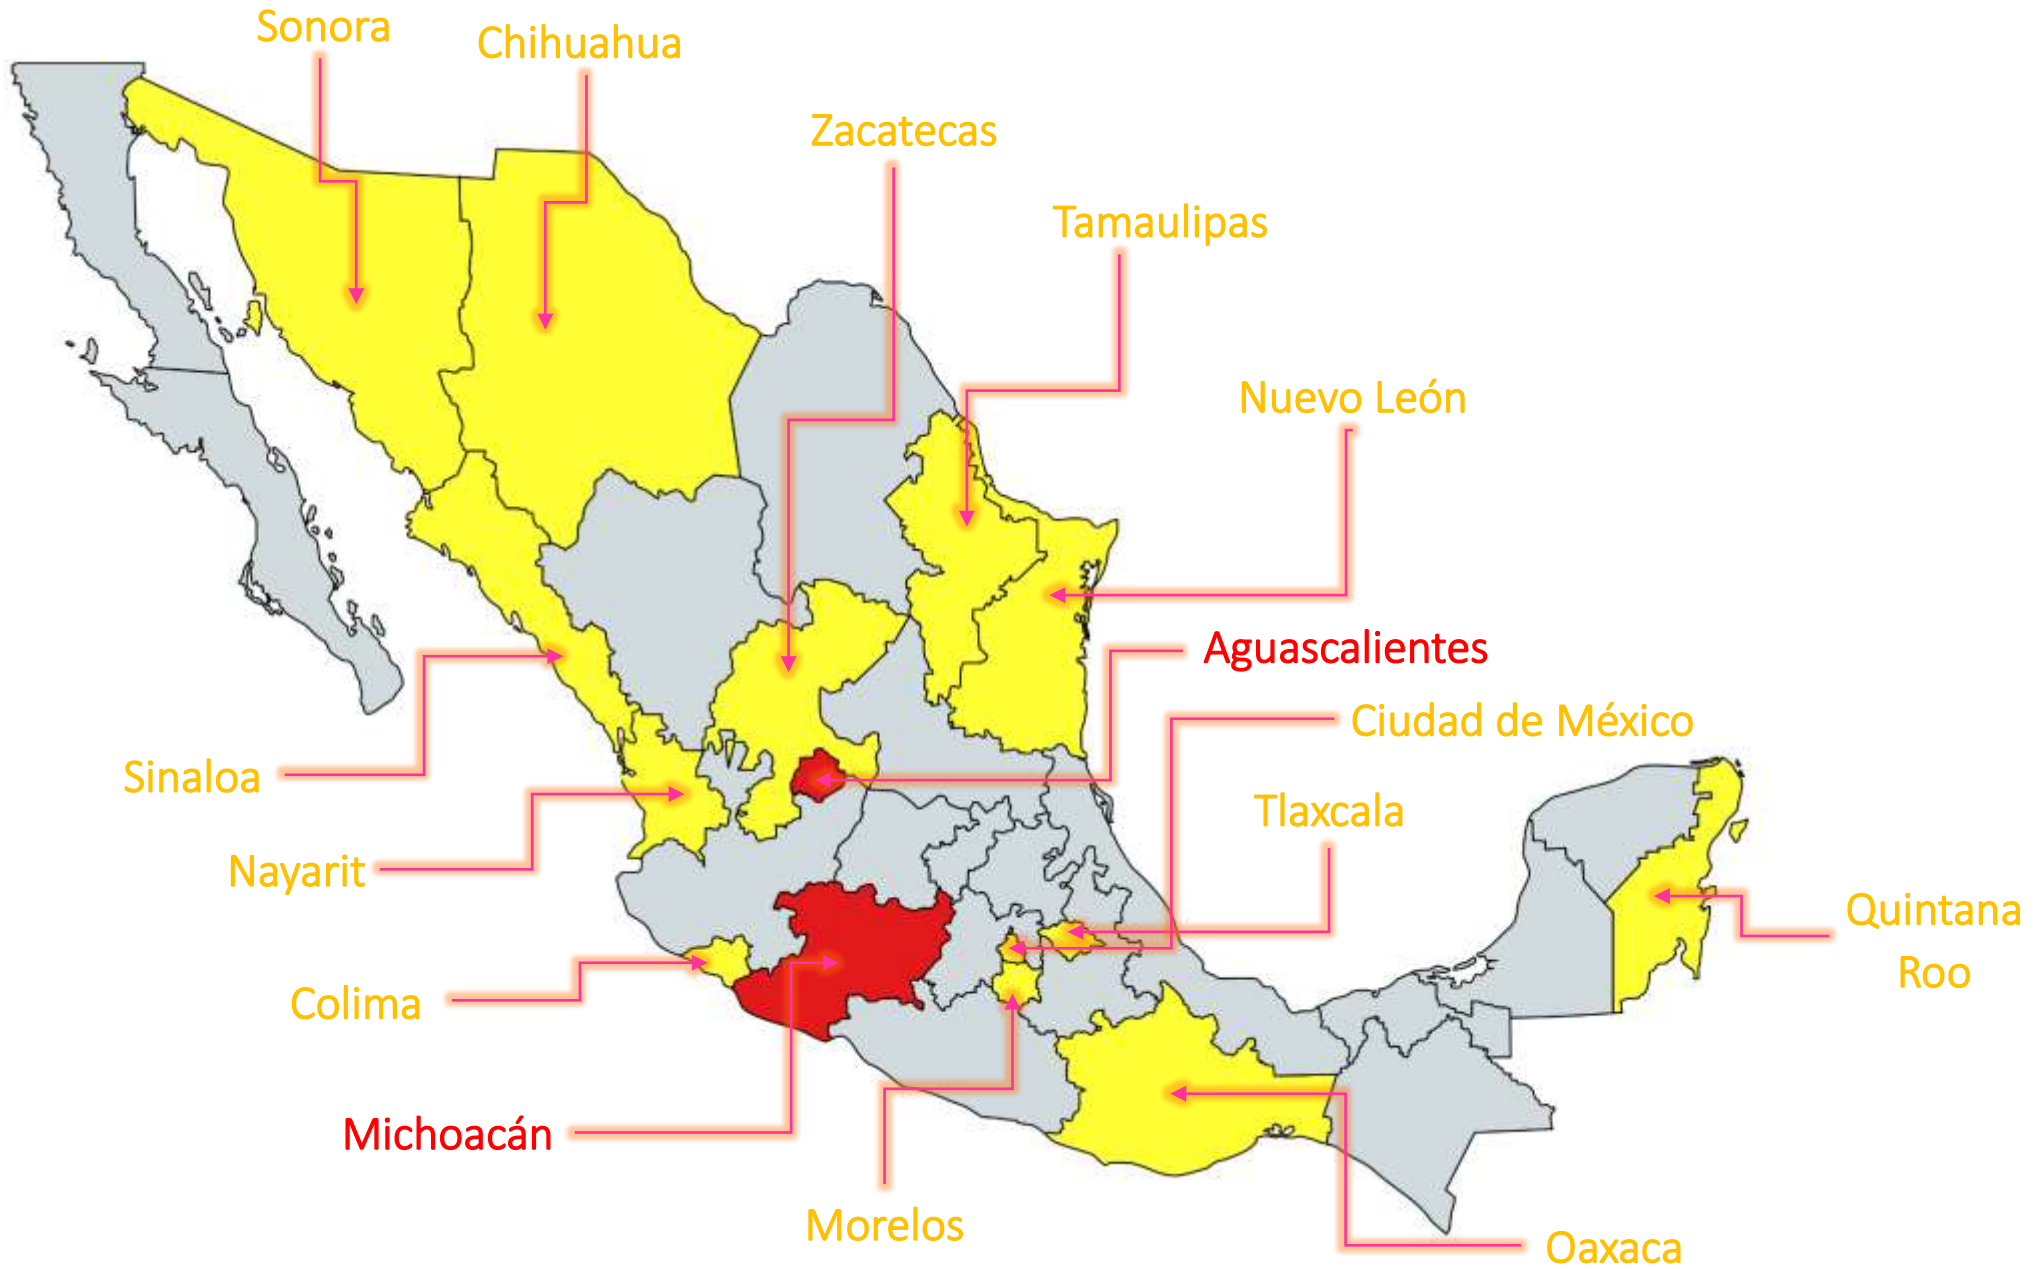 Sonora
Chihuahua
Zacatecas
Tamaulipas
Nuevo León
Aguascalientes
Ciudad de México
Sinaloa
Tlaxcala
Nayarit
Quintana
Roo
Colima
Michoacán
Morelos
Oaxaca